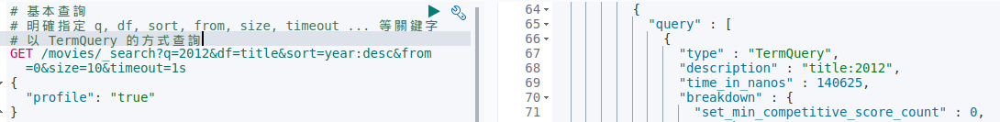 # 基本查詢
# 明確指定 q, df, sort, from, size, timeout ... 等關鍵字
# 以 TermQuery 的方式查詢
GET /movies/_search?q=2012&df=title&sort=year:desc&from
=0&size=10&timeout=1s
{
"profile": "true"
}
64 {
65 "query" : [
66 {
67 "type" : "TermQuery",
68 "description" : "title:2012",
69 "time_in_nanos" : 140625,
70 "breakdown" : {
71 "set_min_competitive_score_count" : 0,